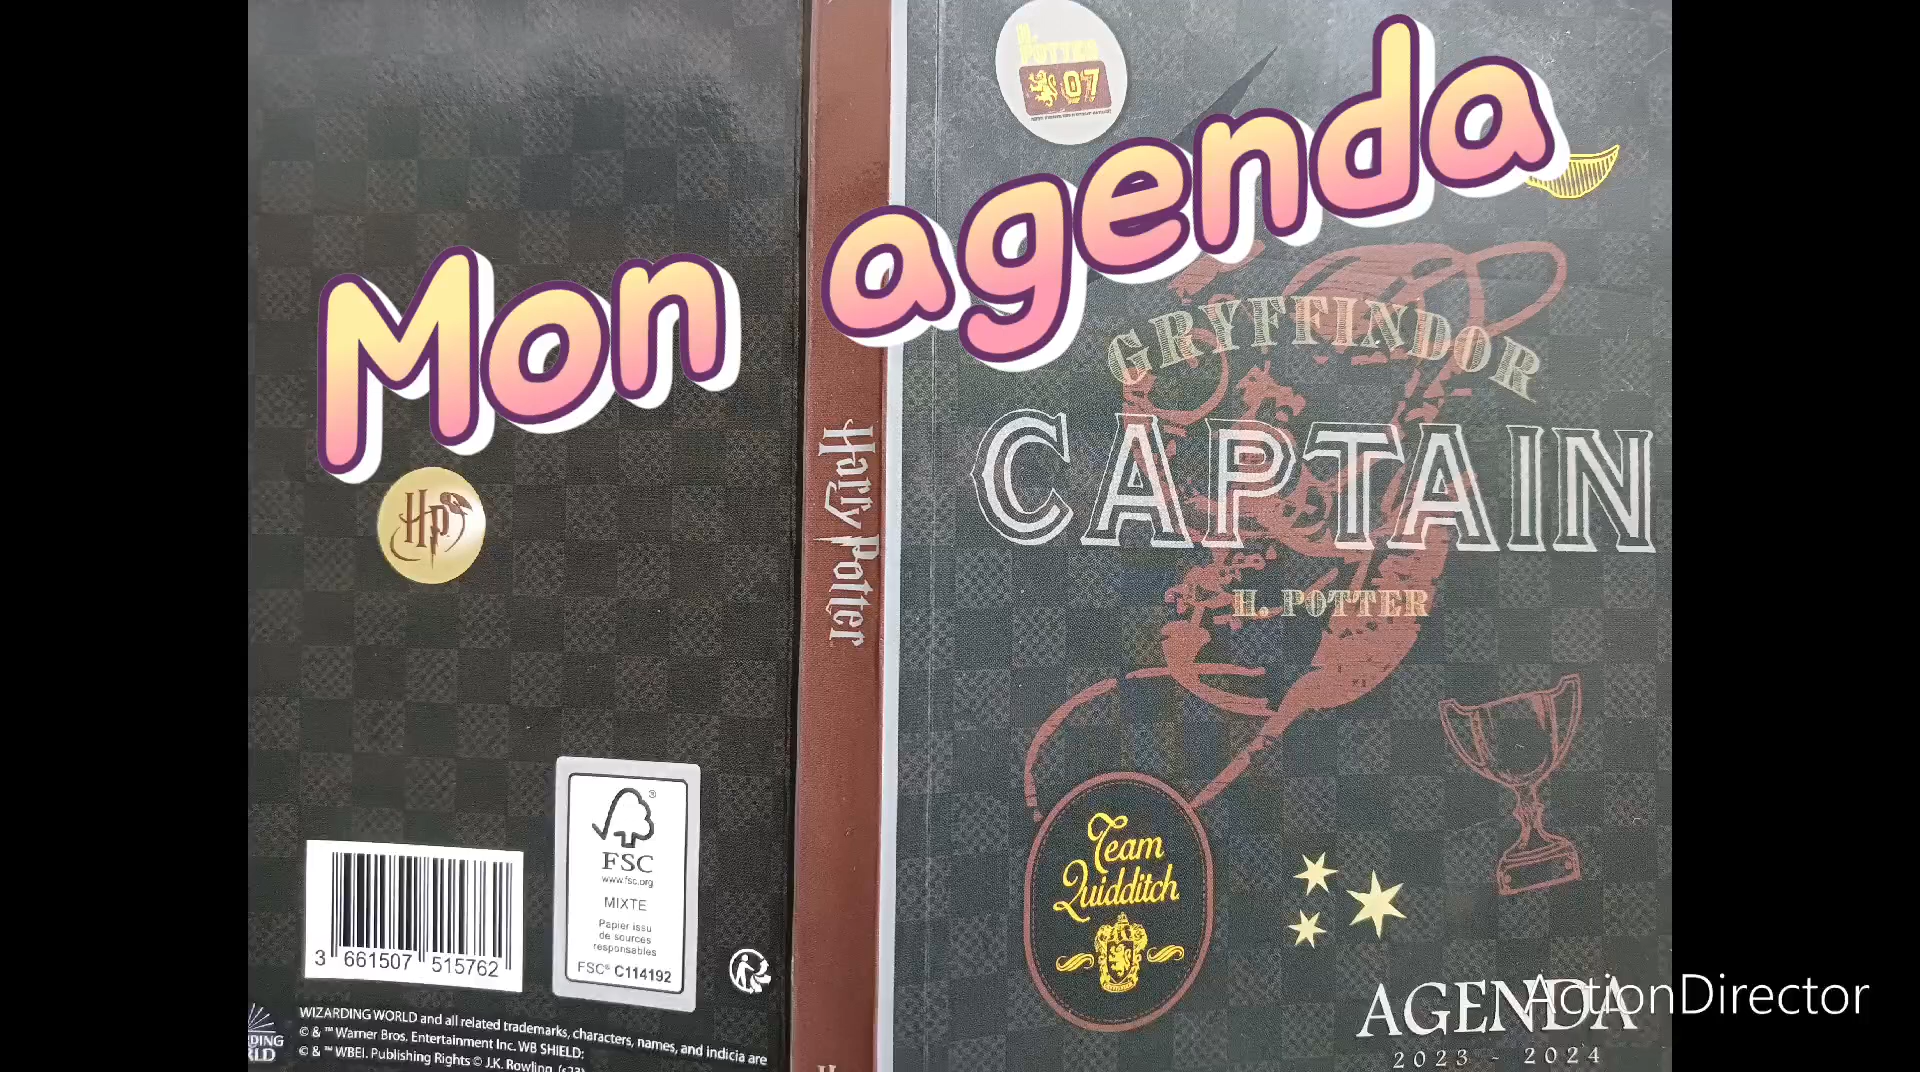 Mon agenda
HP
3 661507 515762
FSC®
www.fsc.org
MIXTE
Papier issu
de sources
responsables
FSC® C114192
WIZARDING WORLD and all related trademarks, characters, names, and indicia are
© & ™ Warner Bros. Entertainment Inc. WB SHIELD:
© & ™ WBEI. Publishing Rights © J.K. Rowling.
Harry Potter
H. POTTER
07
GRYFFINDOR
CAPTAIN
H. POTTER
Team
Quidditch
AGENDA
2023 - 2024
ActionDirector